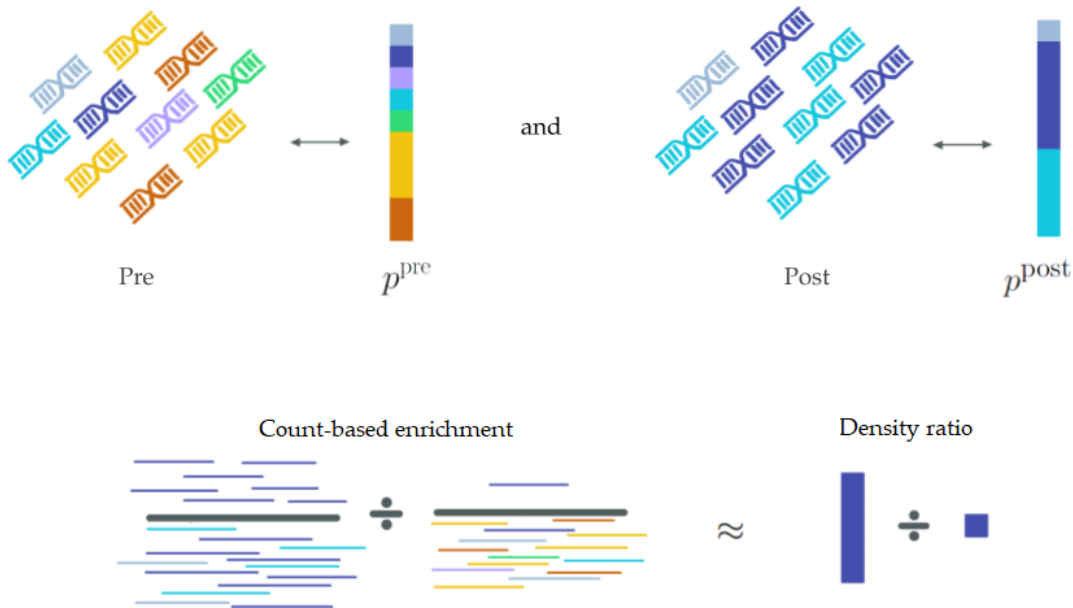 and
Pre
p^pre
Post
p^post
Count-based enrichment
Density ratio
÷
≈
÷